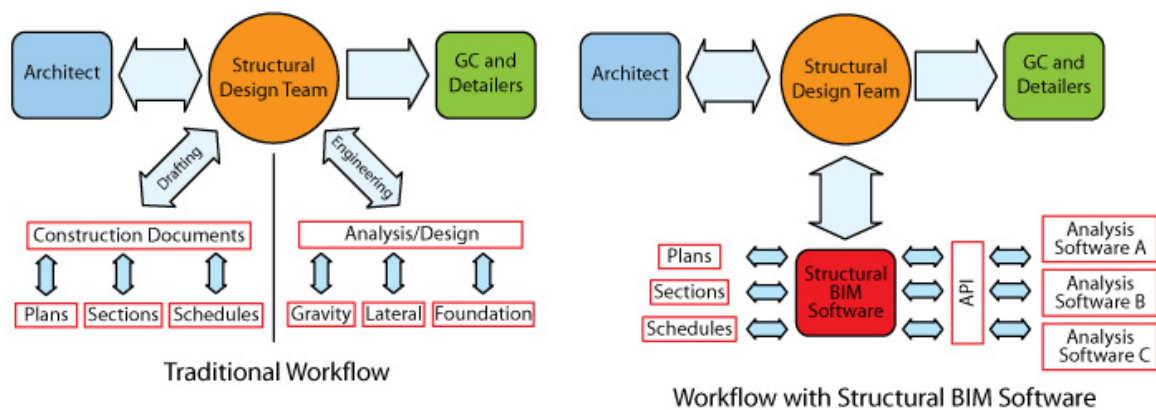 Architect
Structural
Design Team
GC and
Detailers
Drafting
Engineering
Construction Documents
Analysis/Design
Plans
Sections
Schedules
Gravity
Lateral
Foundation
Traditional Workflow
Architect
Structural
Design Team
GC and
Detailers
Plans
Sections
Schedules
Structural
BIM
Software
API
Analysis
Software A
Analysis
Software B
Analysis
Software C
Workflow with Structural BIM Software